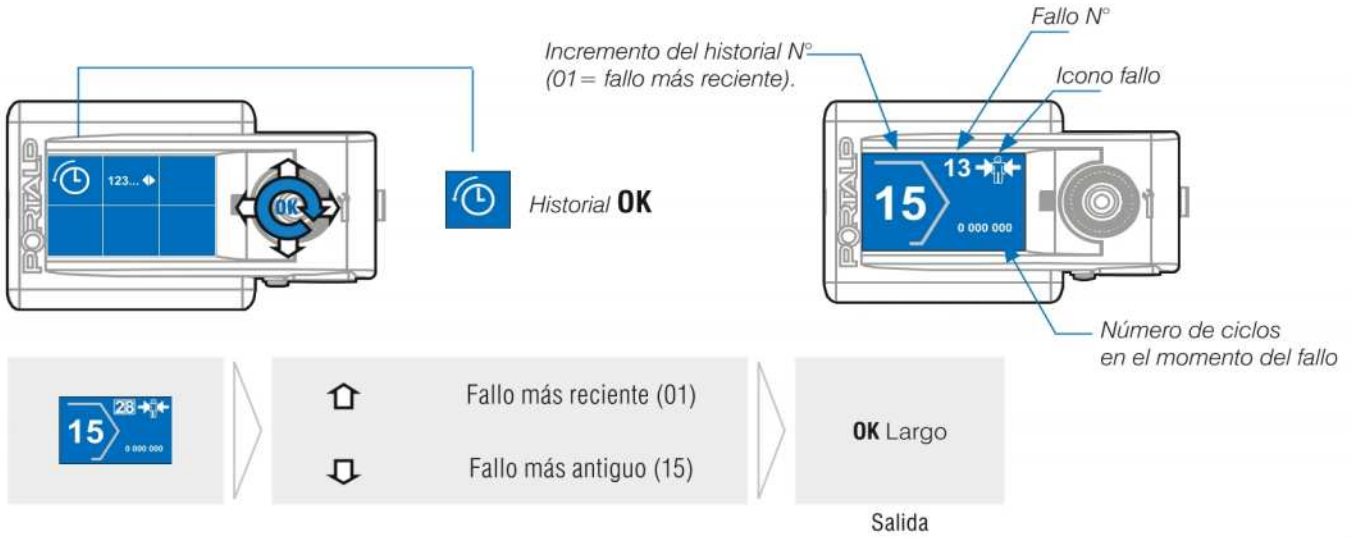 Fallo N°
Incremento del historial N°
(01= fallo más reciente).
Icono fallo
PORTALP
123...
OK
Historial OK
PORTALP
15
13
0 000 000
Número de ciclos
en el momento del fallo
15
28
0 000 000
Fallo más reciente (01)
Fallo más antiguo (15)
OK Largo
Salida